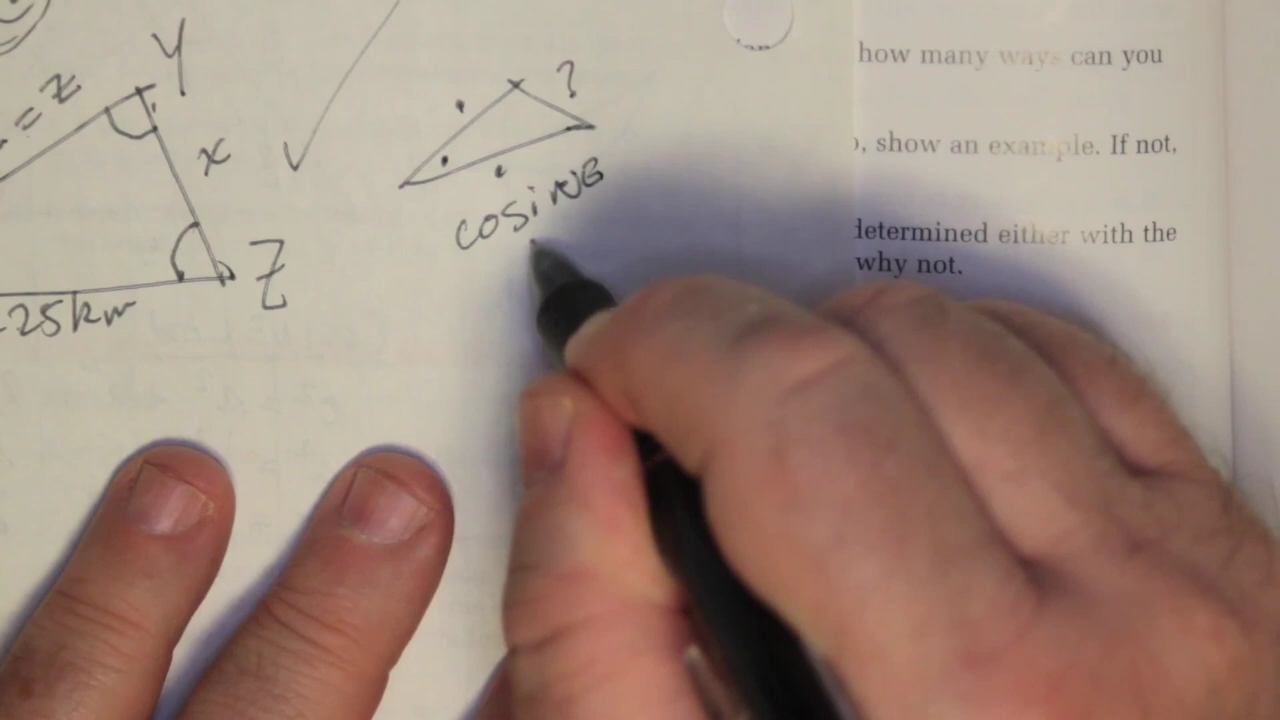 Y
= z
x
Z
25km
?
cosine
how many ways can you
, show an example. If not,
determined either with the
why not.